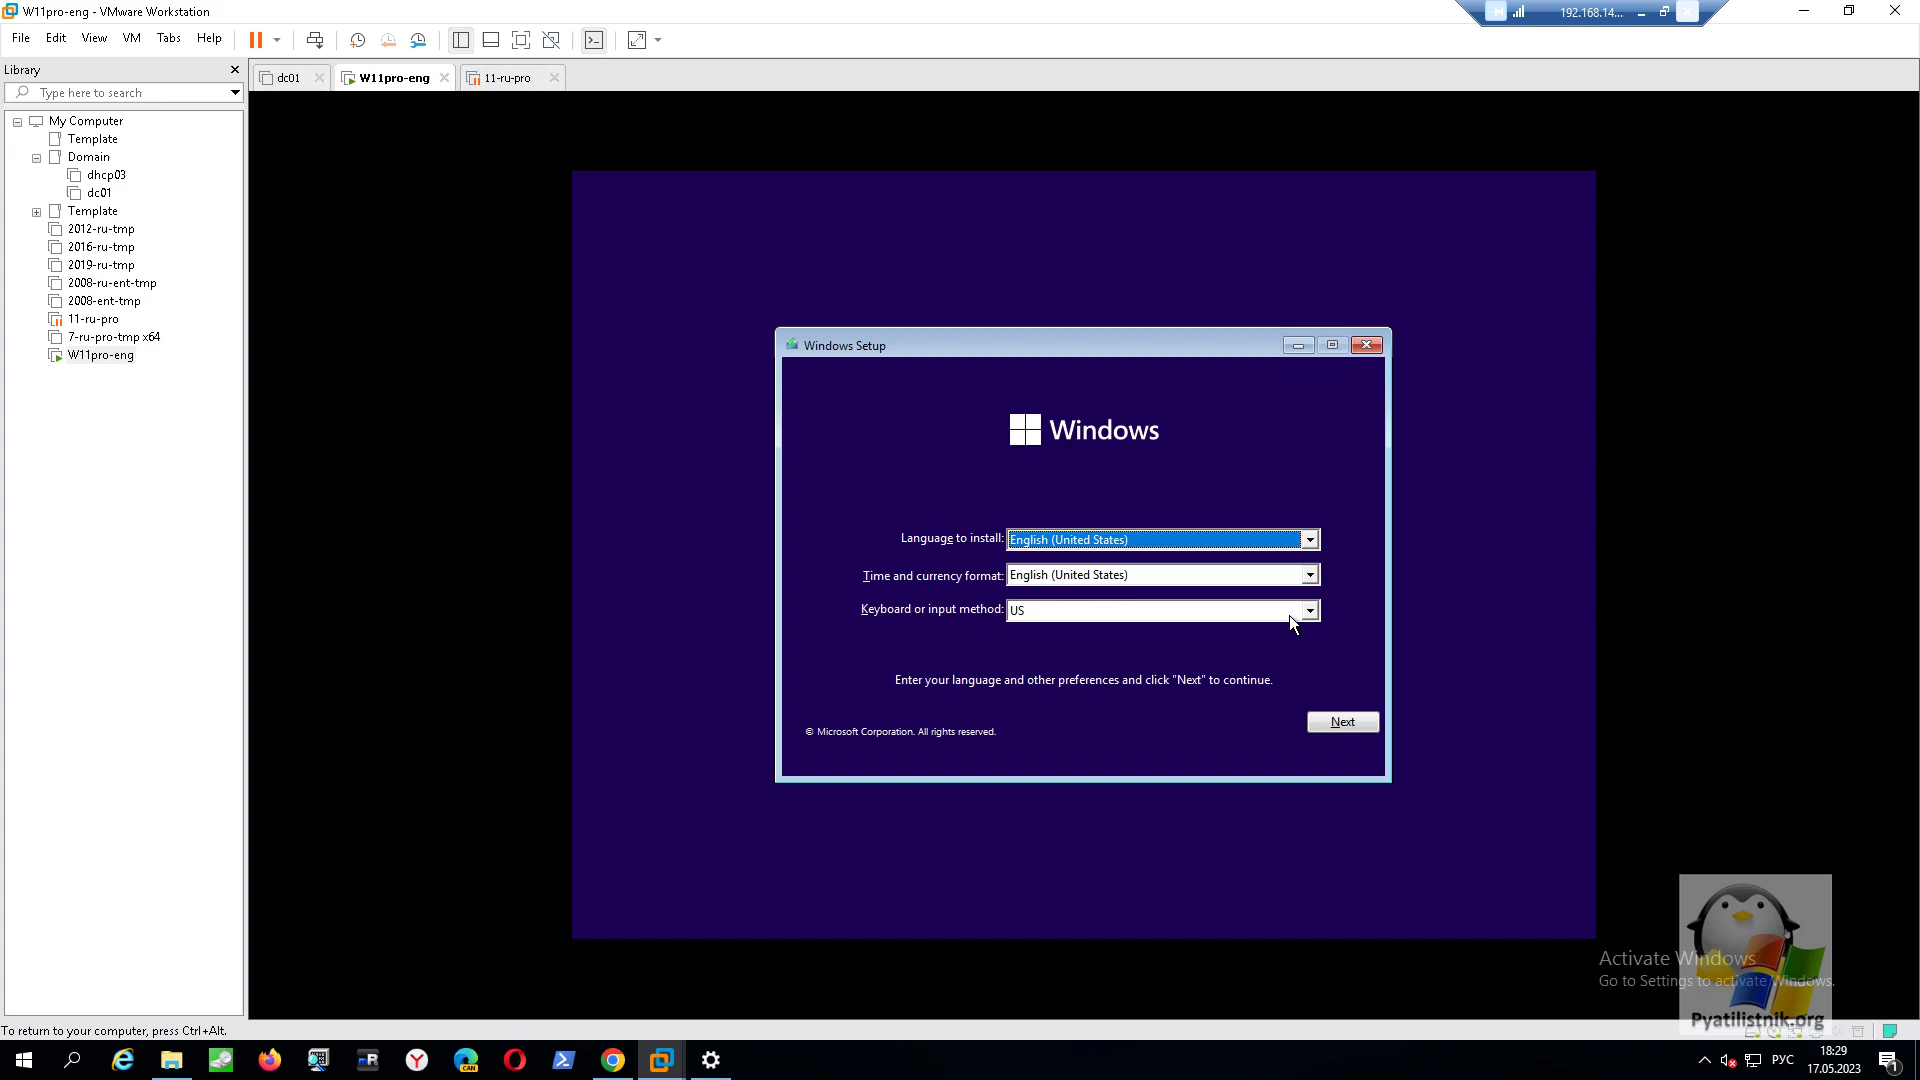 W11pro-eng - VMware Workstation
192.168.14...
File Edit View VM Tabs Help
Library
Type here to search
dc01
W11pro-eng
11-ru-pro
My Computer
Template
Domain
dhcp03
dc01
Template
2012-ru-tmp
2016-ru-tmp
2019-ru-tmp
2008-ru-ent-tmp
2008-ent-tmp
11-ru-pro
7-ru-pro-tmp x64
W11pro-eng
Windows Setup
Windows
Language to install: English (United States)
Time and currency format: English (United States)
Keyboard or input method: US
Enter your language and other preferences and click "Next" to continue.
Next
© Microsoft Corporation. All rights reserved.
Activate Windows
Go to Settings to activate Windows.
Pyatilistnik.org
To return to your computer, press Ctrl+Alt.
CAN
РУС
18:29
17.05.2023
1